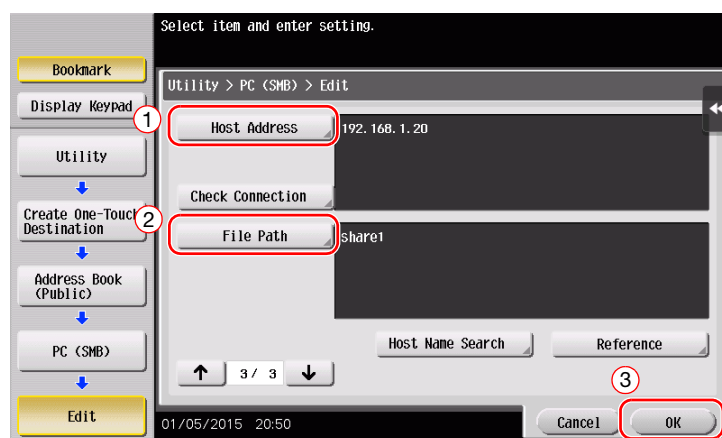 Select item and enter setting.
Bookmark
Display Keypad
Utility
Create One-Touch
Destination
Address Book
(Public)
PC (SMB)
Edit
Utility > PC (SMB) > Edit
1
Host Address
192.168.1.20
Check Connection
2
File Path
share1
Host Name Search
Reference
↑ 3/ 3 ↓
3
01/05/2015 20:50
Cancel
OK